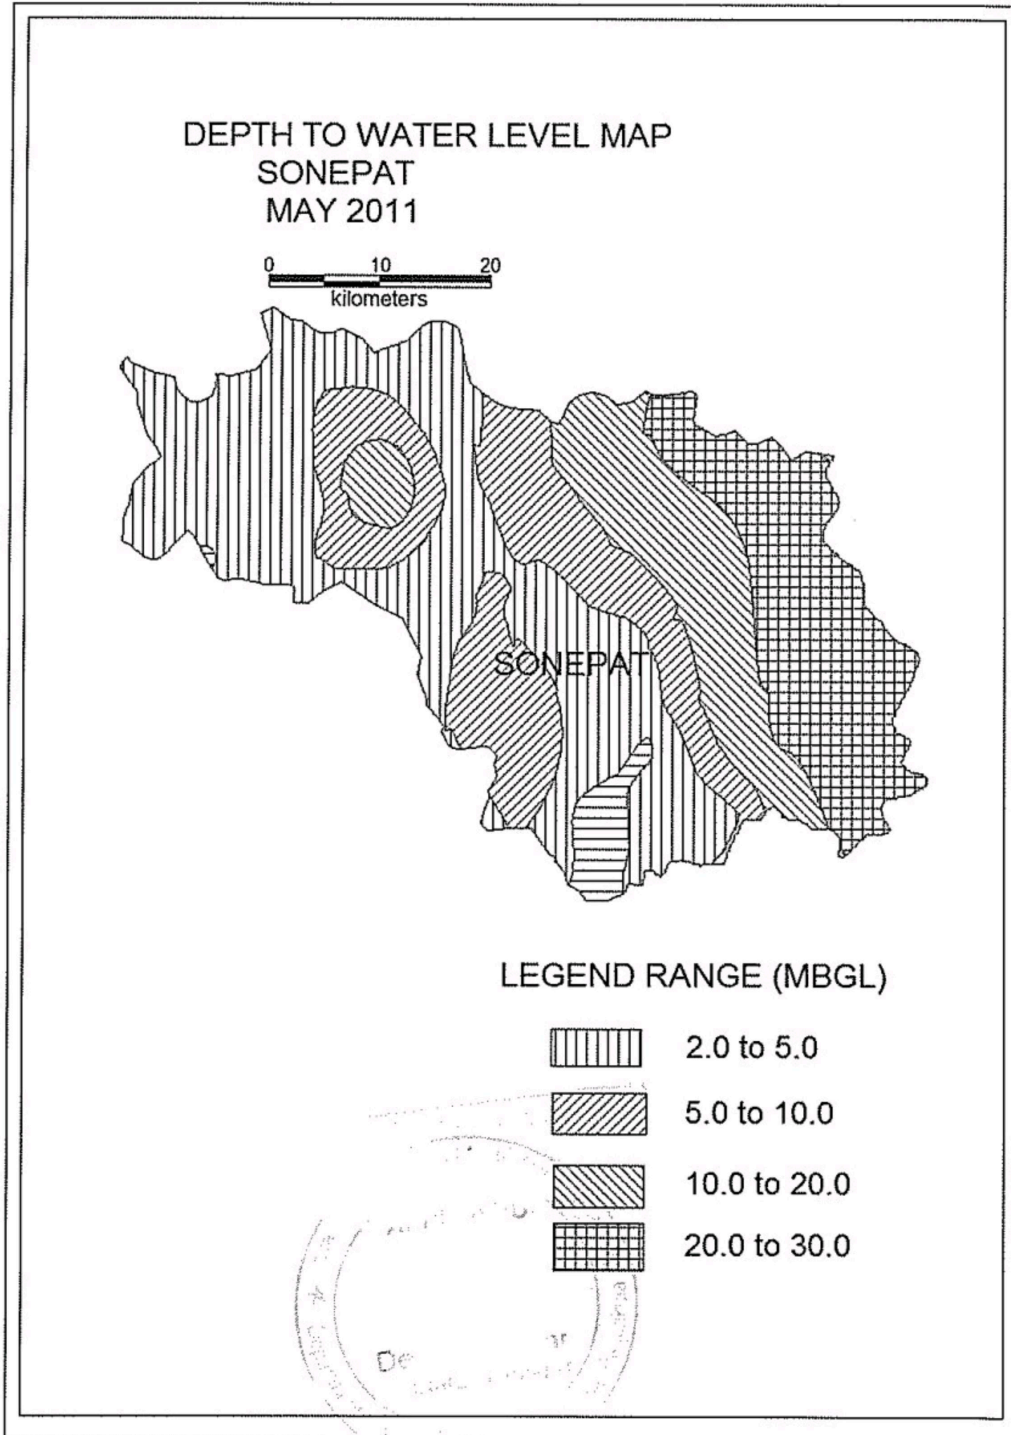 DEPTH TO WATER LEVEL MAP
SONEPAT
MAY 2011
0 10 20
kilometers
SONEPAT
LEGEND RANGE (MBGL)
2.0 to 5.0
5.0 to 10.0
10.0 to 20.0
20.0 to 30.0